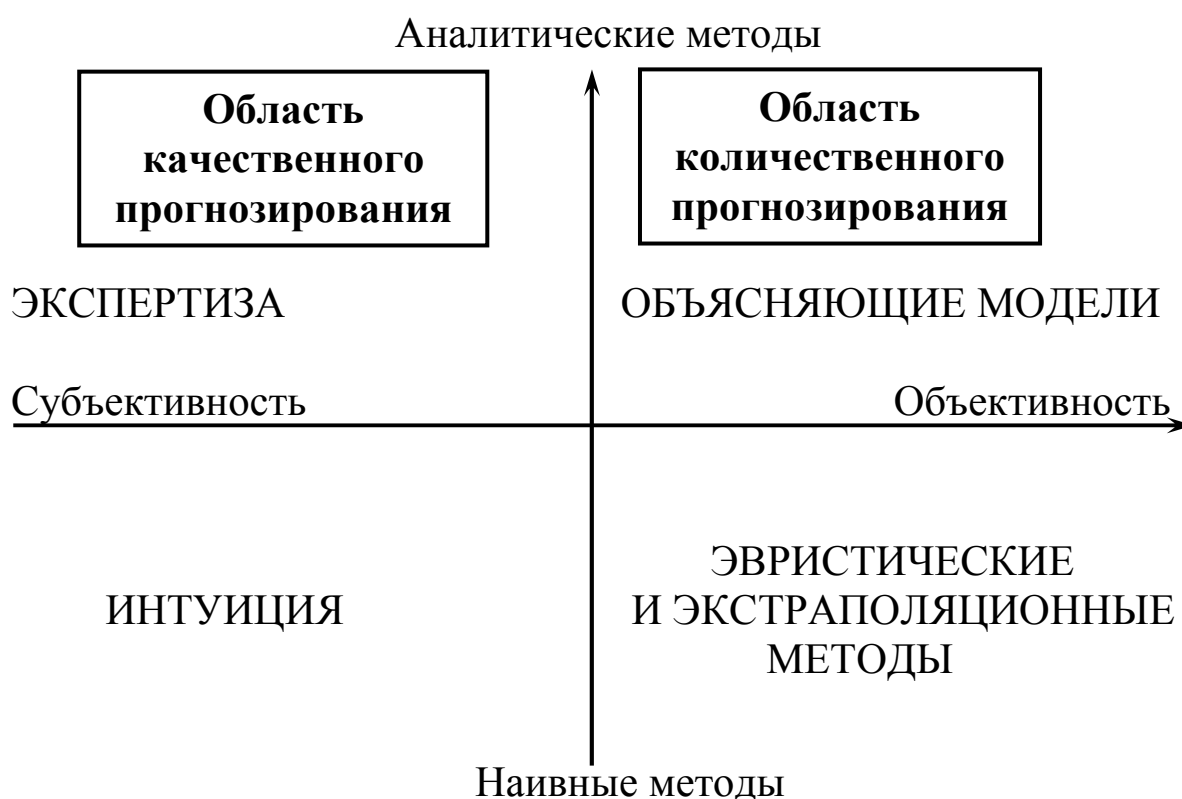 Аналитические методы
Область
качественного
прогнозирования
Область
количественного
прогнозирования
ЭКСПЕРТИЗА
ОБЪЯСНЯЮЩИЕ МОДЕЛИ
Субъективность
Объективность
ИНТУИЦИЯ
ЭВРИСТИЧЕСКИЕ
И ЭКСТРАПОЛЯЦИОННЫЕ
МЕТОДЫ
Наивные методы